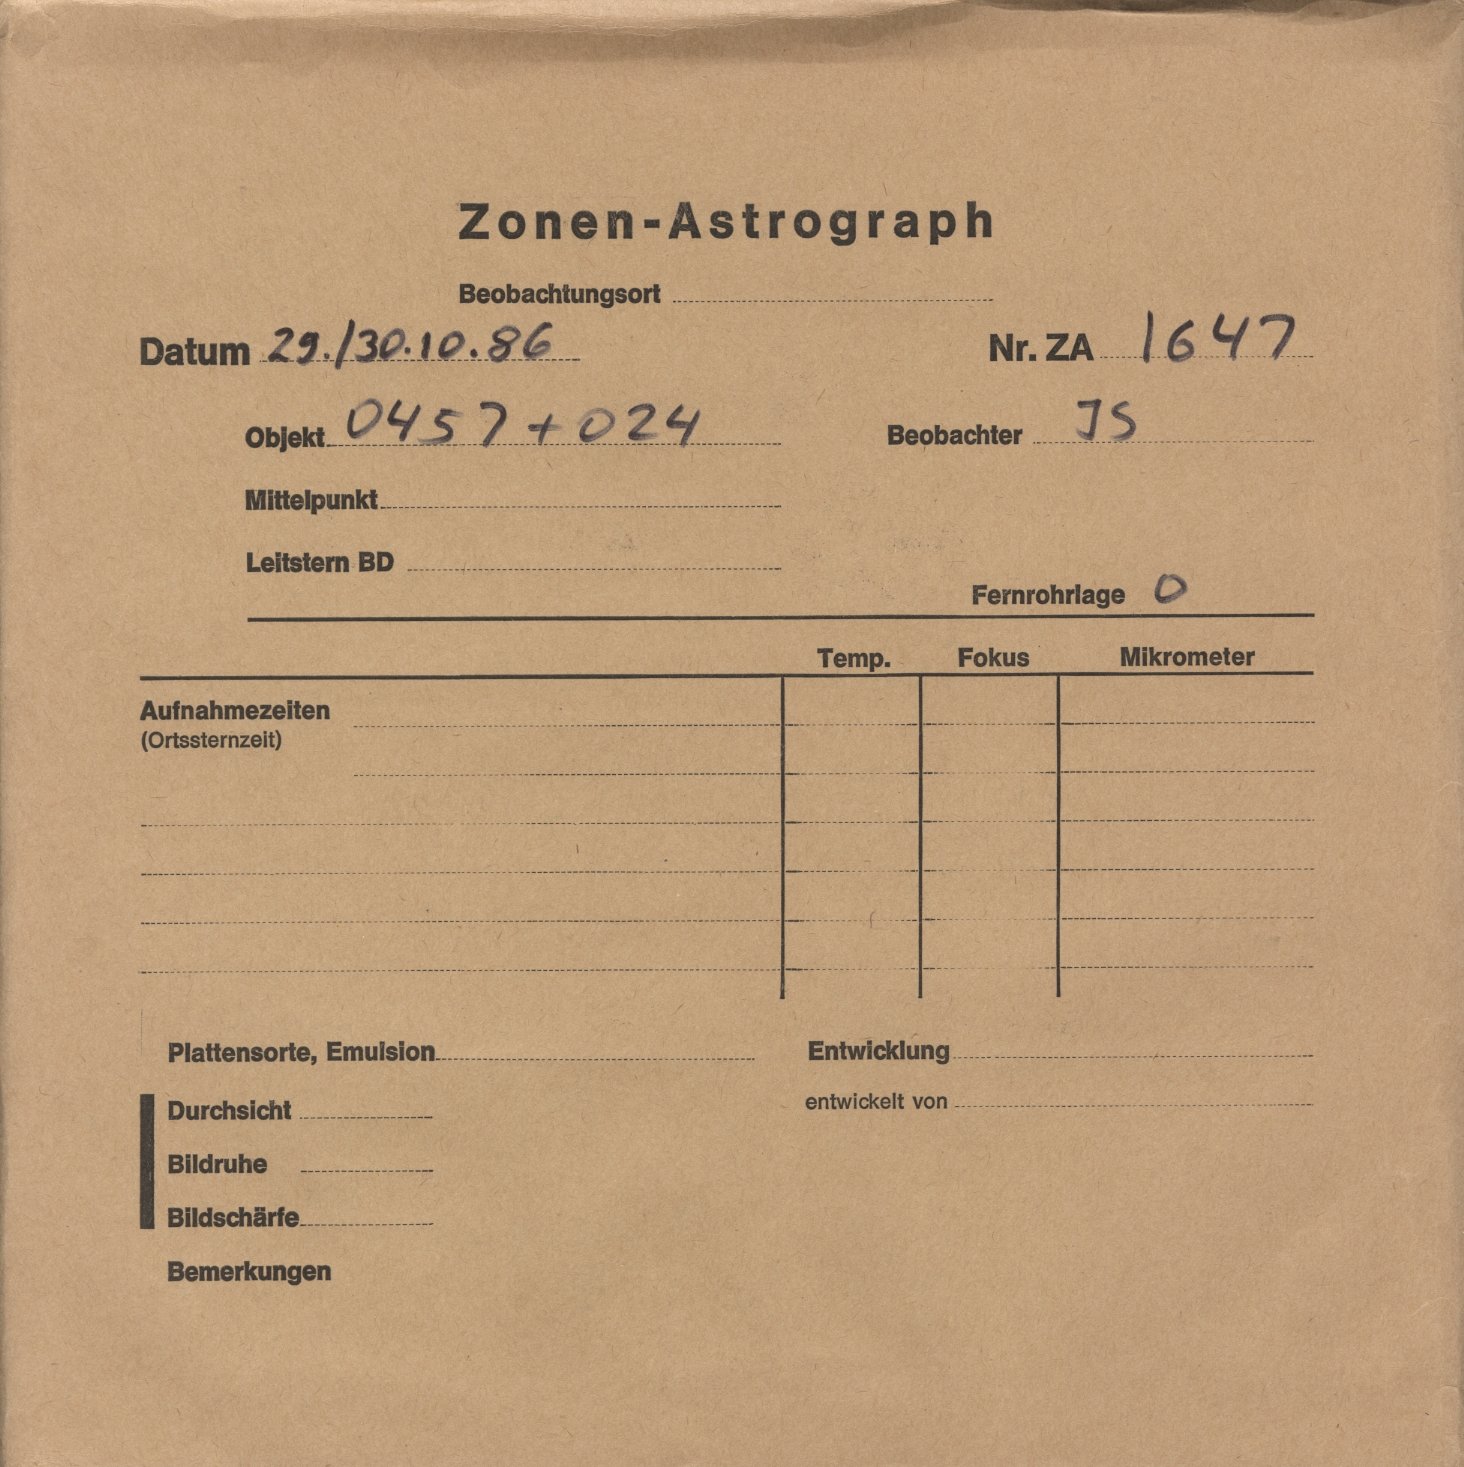 Zonen-Astrograph
Beobachtungsort
Datum 29./30.10.86 Nr. ZA 1647
Objekt 0457+024 Beobachter JS
Mittelpunkt
Leitstern BD
Fernrohrlage O
Temp. Fokus Mikrometer
Aufnahmezeiten
(Ortssternzeit)
Plattensorte, Emulsion Entwicklung
Durchsicht entwickelt von
Bildruhe
Bildschärfe
Bemerkungen